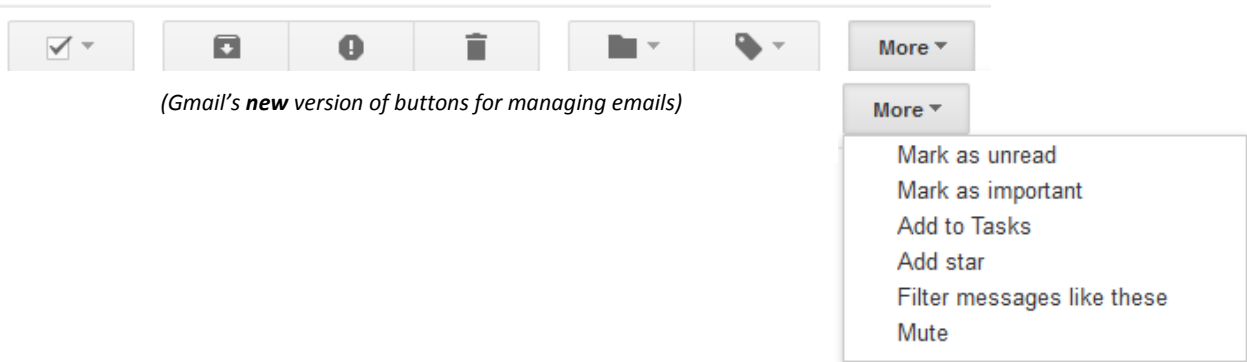 More
(Gmail’s new version of buttons for managing emails)
More
Mark as unread
Mark as important
Add to Tasks
Add star
Filter messages like these
Mute